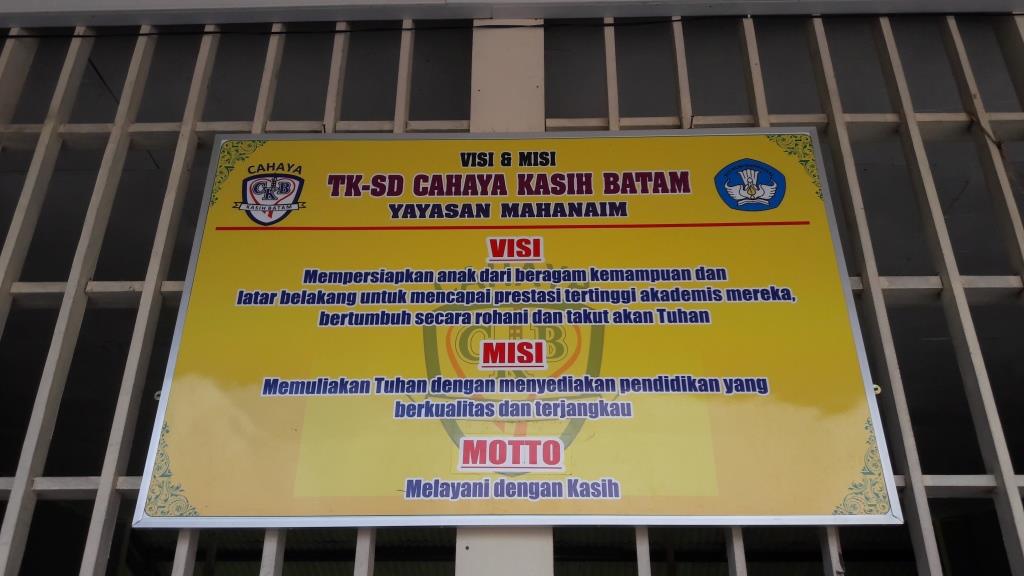 VISI & MISI
TK-SD CAHAYA KASIH BATAM
YAYASAN MAHANAIM
CAHAYA
CKB
KASIH BATAM
VISI
Mempersiapkan anak dari beragam kemampuan dan
latar belakang untuk mencapai prestasi tertinggi akademis mereka,
bertumbuh secara rohani dan takut akan Tuhan
MISI
Memuliakan Tuhan dengan menyediakan pendidikan yang
berkualitas dan terjangkau
MOTTO
Melayani dengan Kasih